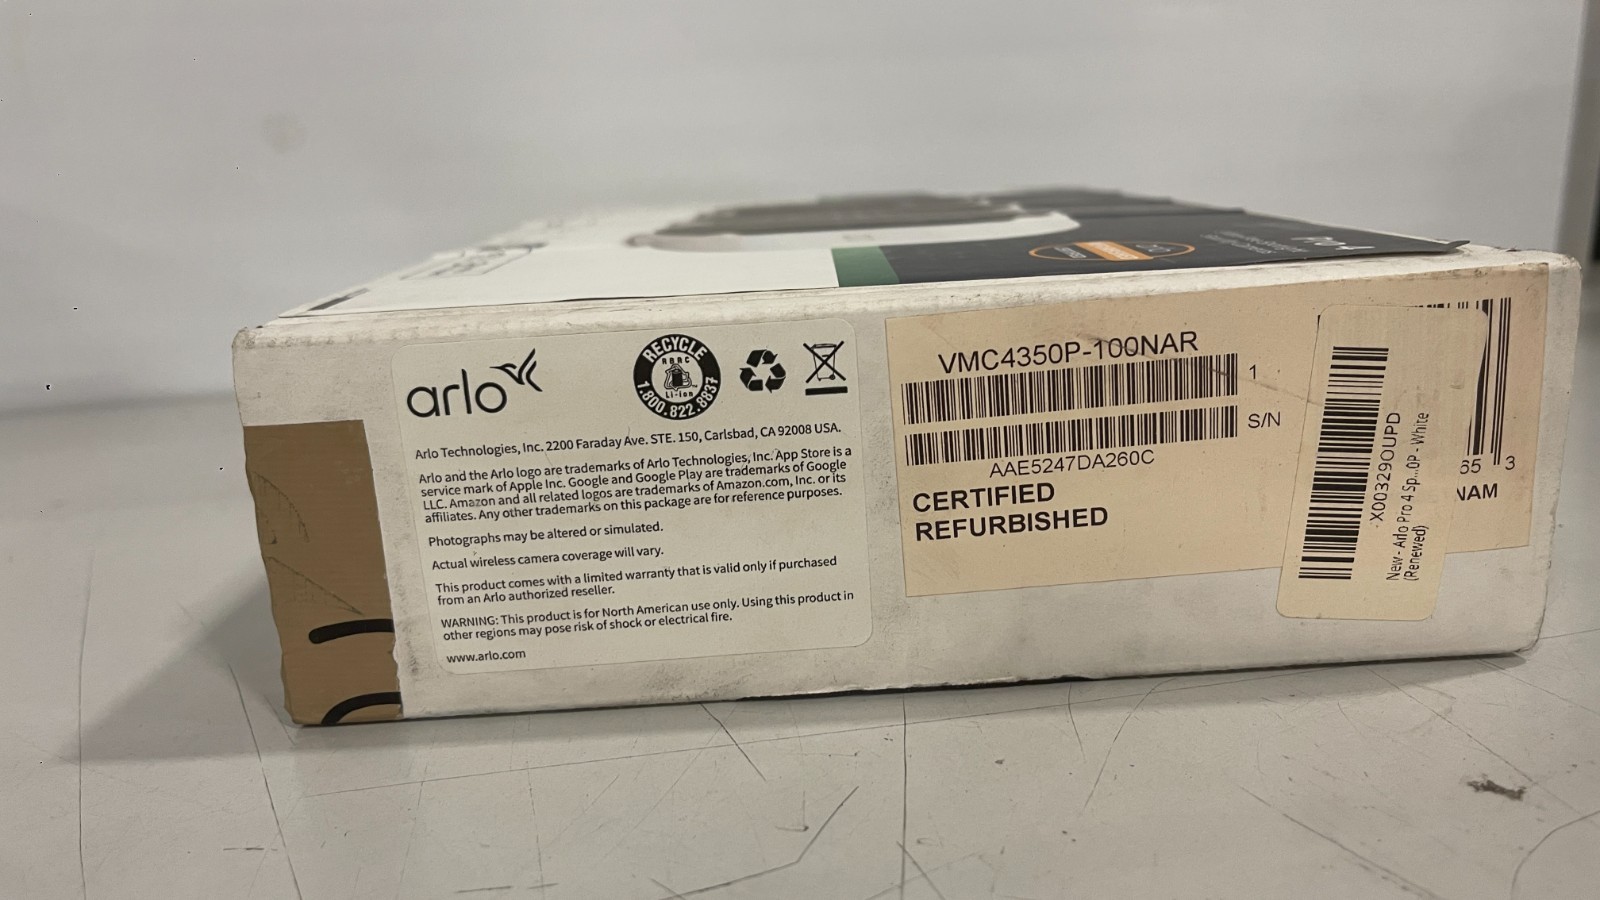 Pro 4
2K
arlo
RECYCLE
RBRC
Li-ion
1.800.822.8837
Arlo Technologies, Inc. 2200 Faraday Ave. STE. 150, Carlsbad, CA 92008 USA.
Arlo and the Arlo logo are trademarks of Arlo Technologies, Inc. App Store is a
service mark of Apple Inc. Google and Google Play are trademarks of Google
LLC. Amazon and all related logos are trademarks of Amazon.com, Inc. or its
affiliates. Any other trademarks on this package are for reference purposes.
Photographs may be altered or simulated.
Actual wireless camera coverage will vary.
This product comes with a limited warranty that is valid only if purchased
from an Arlo authorized reseller.
WARNING: This product is for North American use only. Using this product in
other regions may pose risk of shock or electrical fire.
www.arlo.com
VMC4350P-100NAR
1
S/N
AAE5247DA260C
CERTIFIED
REFURBISHED
X003290UPD
New - Arlo Pro 4 Sp...0P - White
(Renewed)
65 3
NAM